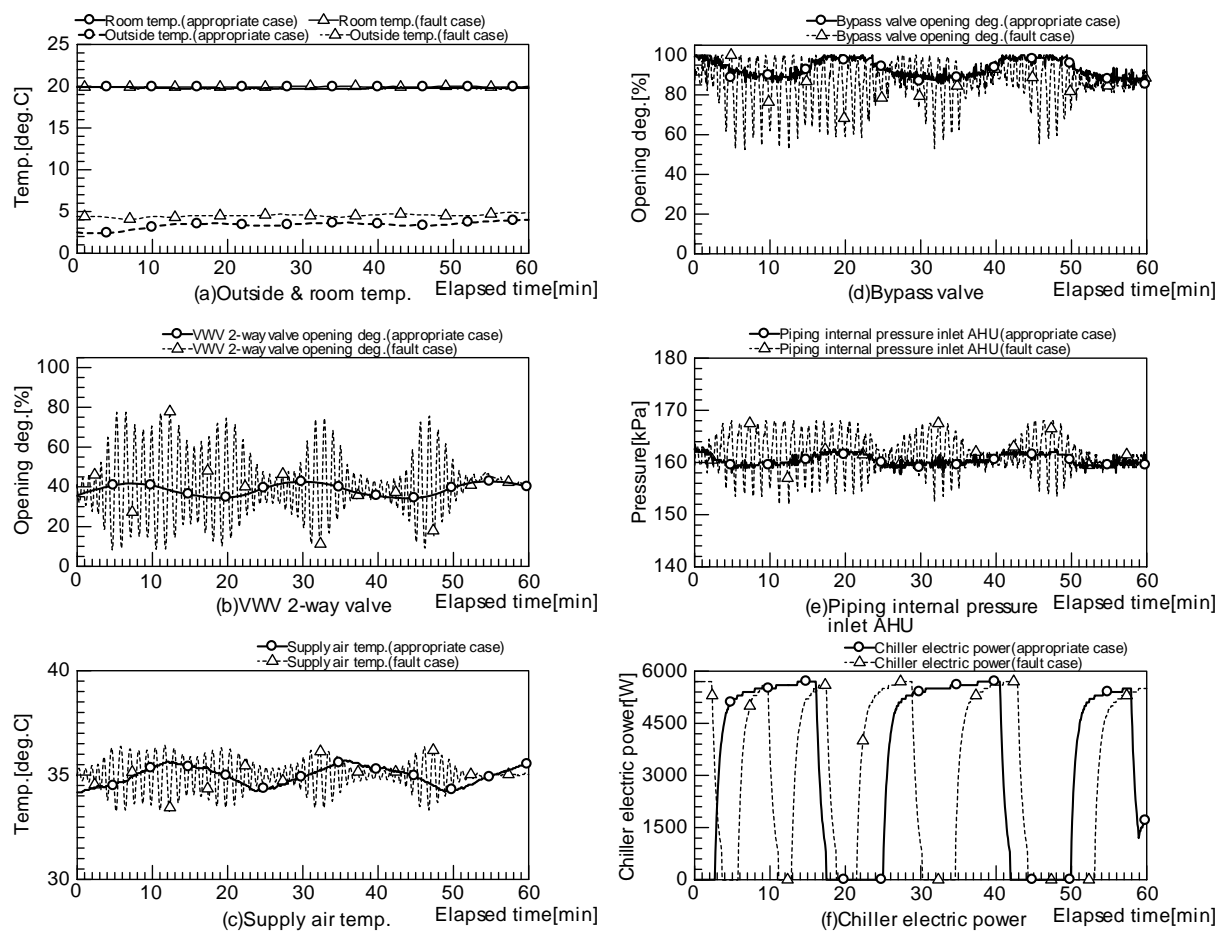 Room temp.(appropriate case) Room temp.(fault case)
Outside temp.(appropriate case) Outside temp.(fault case)
25
20
15
10
5
0
Temp.[deg.C]
0 10 20 30 40 50 60
Elapsed time[min]
(a)Outside & room temp.
VWV 2-way valve opening deg.(appropriate case)
VWV 2-way valve opening deg.(fault case)
100
80
60
40
20
0
Opening deg.[%]
0 10 20 30 40 50 60
Elapsed time[min]
(b)VWV 2-way valve
Supply air temp.(appropriate case)
Supply air temp.(fault case)
40
35
30
Temp.[deg.C]
0 10 20 30 40 50 60
Elapsed time[min]
(c)Supply air temp.
Bypass valve opening deg.(appropriate case)
Bypass valve opening deg.(fault case)
100
80
60
40
20
0
Opening deg.[%]
0 10 20 30 40 50 60
Elapsed time[min]
(d)Bypass valve
Piping internal pressure inlet AHU(appropriate case)
Piping internal pressure inlet AHU(fault case)
180
170
160
150
140
Pressure[kPa]
0 10 20 30 40 50 60
Elapsed time[min]
(e)Piping internal pressure
inlet AHU
Chiller electric power(appropriate case)
Chiller electric power(fault case)
6000
4500
3000
1500
0
Chiller electric power[W]
0 10 20 30 40 50 60
Elapsed time[min]
(f)Chiller electric power